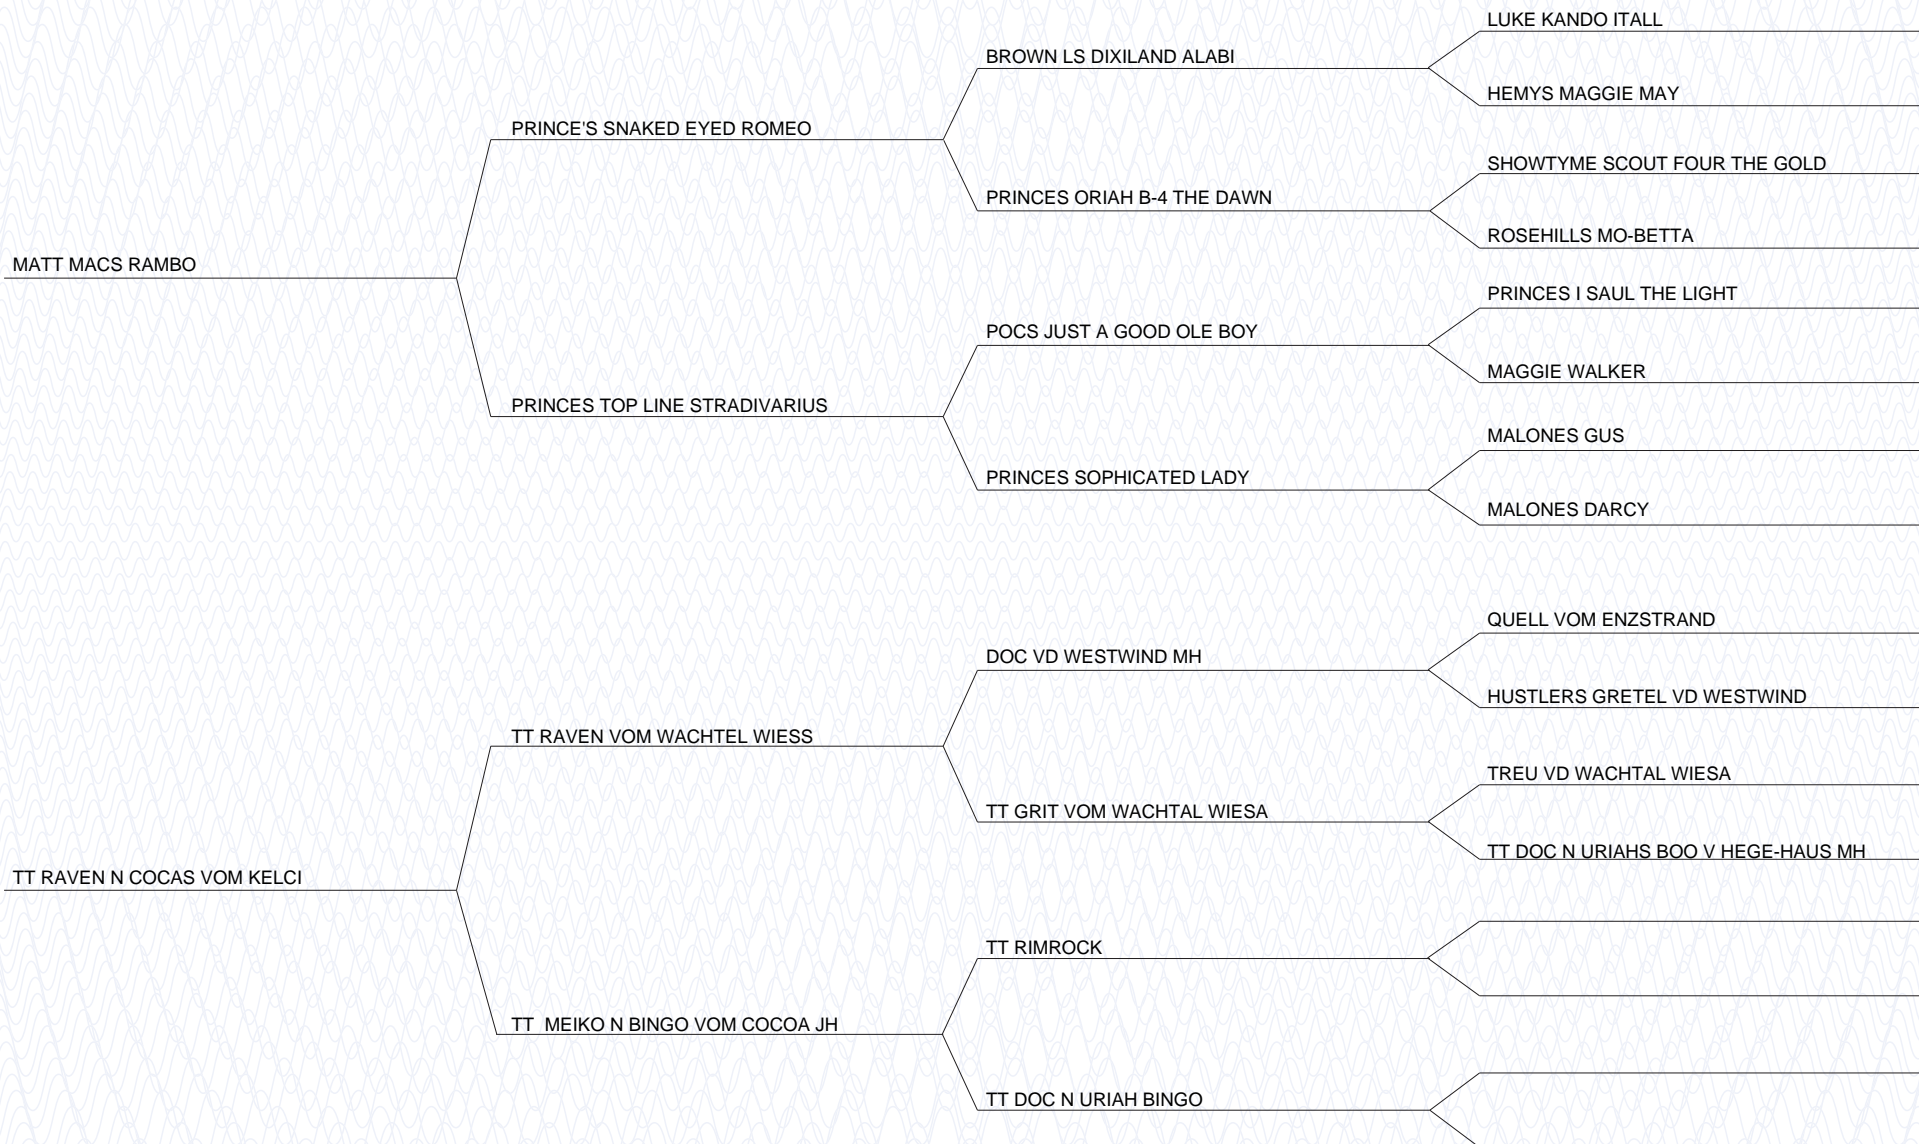 LUKE KANDO ITALL
BROWN LS DIXILAND ALABI
HEMYS MAGGIE MAY
PRINCE'S SNAKED EYED ROMEO
SHOWTYME SCOUT FOUR THE GOLD
PRINCES ORIAH B-4 THE DAWN
ROSEHILLS MO-BETTA
MATT MACS RAMBO
PRINCES I SAUL THE LIGHT
POCS JUST A GOOD OLE BOY
MAGGIE WALKER
PRINCES TOP LINE STRADIVARIUS
MALONES GUS
PRINCES SOPHICATED LADY
MALONES DARCY
QUELL VOM ENZSTRAND
DOC VD WESTWIND MH
HUSTLERS GRETEL VD WESTWIND
TT RAVEN VOM WACHTEL WIESS
TREU VD WACHTAL WIESA
TT GRIT VOM WACHTAL WIESA
TT DOC N URIAHS BOO V HEGE-HAUS MH
TT RAVEN N COCAS VOM KELCI
TT RIMROCK
TT MEIKO N BINGO VOM COCOA JH
TT DOC N URIAH BINGO